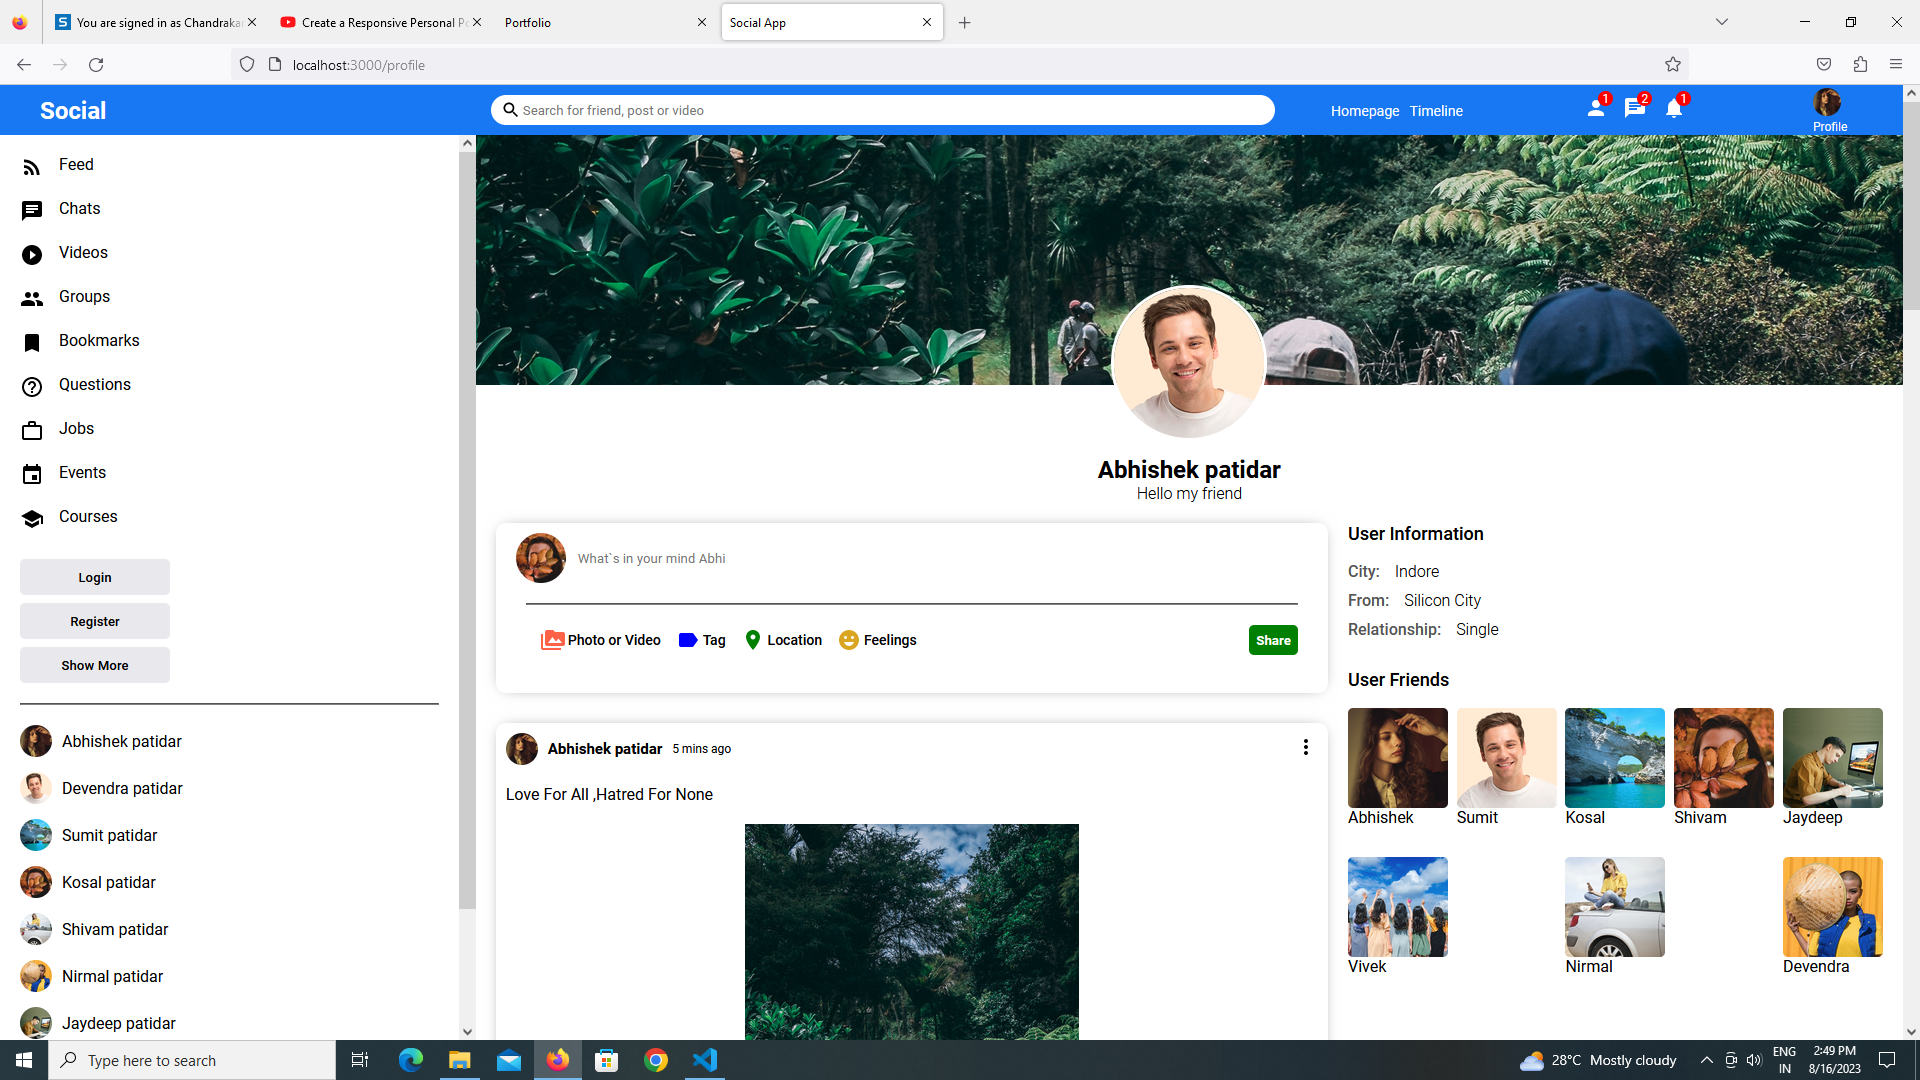 You are signed in as Chandraka
Create a Responsive Personal Po
Portfolio
Social App
localhost:3000/profile
Social
Search for friend, post or video
Homepage
Timeline
1
2
1
Profile
Feed
Chats
Videos
Groups
Bookmarks
Questions
Jobs
Events
Courses
Login
Register
Show More
Abhishek patidar
Devendra patidar
Sumit patidar
Kosal patidar
Shivam patidar
Nirmal patidar
Jaydeep patidar
Abhishek patidar
Hello my friend
What`s in your mind Abhi
Photo or Video
Tag
Location
Feelings
Share
Abhishek patidar 5 mins ago
Love For All ,Hatred For None
User Information
City: Indore
From: Silicon City
Relationship: Single
User Friends
Abhishek
Sumit
Kosal
Shivam
Jaydeep
Vivek
Nirmal
Devendra
Type here to search
28°C Mostly cloudy
ENG
IN
2:49 PM
8/16/2023